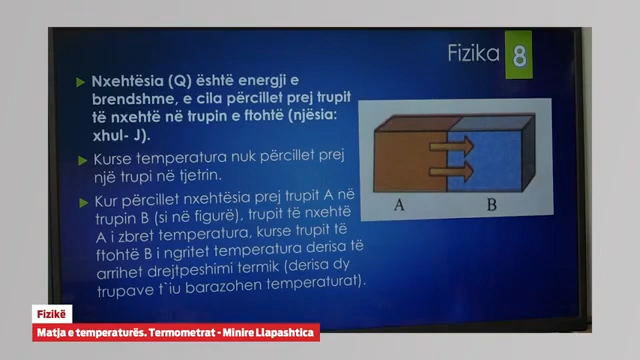 Fizika 8
Nxehtësia (Q) është energji e
brendshme, e cila përcillet prej trupit
të nxehtë në trupin e ftohtë (njësia:
xhul- J).
Kurse temperatura nuk përcillet prej
një trupi në tjetrin.
Kur përcillet nxehtësia prej trupit A në
trupin B (si në figurë), trupit të nxehtë
A i zbret temperatura, kurse trupit të
ftohtë B i ngritet temperatura derisa të
arrihet drejtpeshimi termik (derisa dy
trupave t`iu barazohen temperaturat).
A B
Fizikë
Matja e temperaturës. Termometrat - Minire Llapashtica